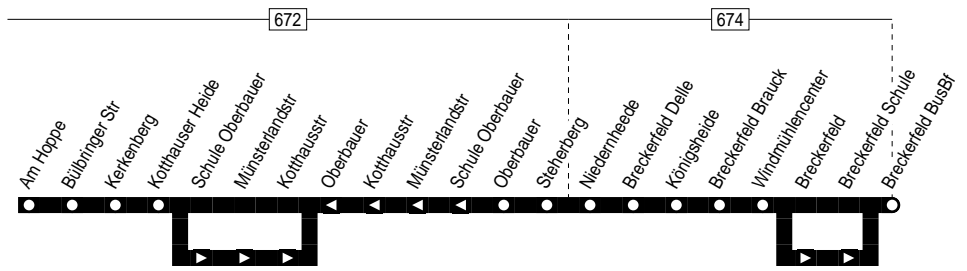 672
674
Am Hoppe
Bülbringer Str
Kerkenberg
Kotthauser Heide
Schule Oberbauer
Münsterlandstr
Kotthausstr
Oberbauer
Kotthausstr
Münsterlandstr
Schule Oberbauer
Oberbauer
Steherberg
Niedernheede
Breckerfeld Delle
Königsheide
Breckerfeld Brauck
Windmühlencenter
Breckerfeld
Breckerfeld Schule
Breckerfeld BusBf